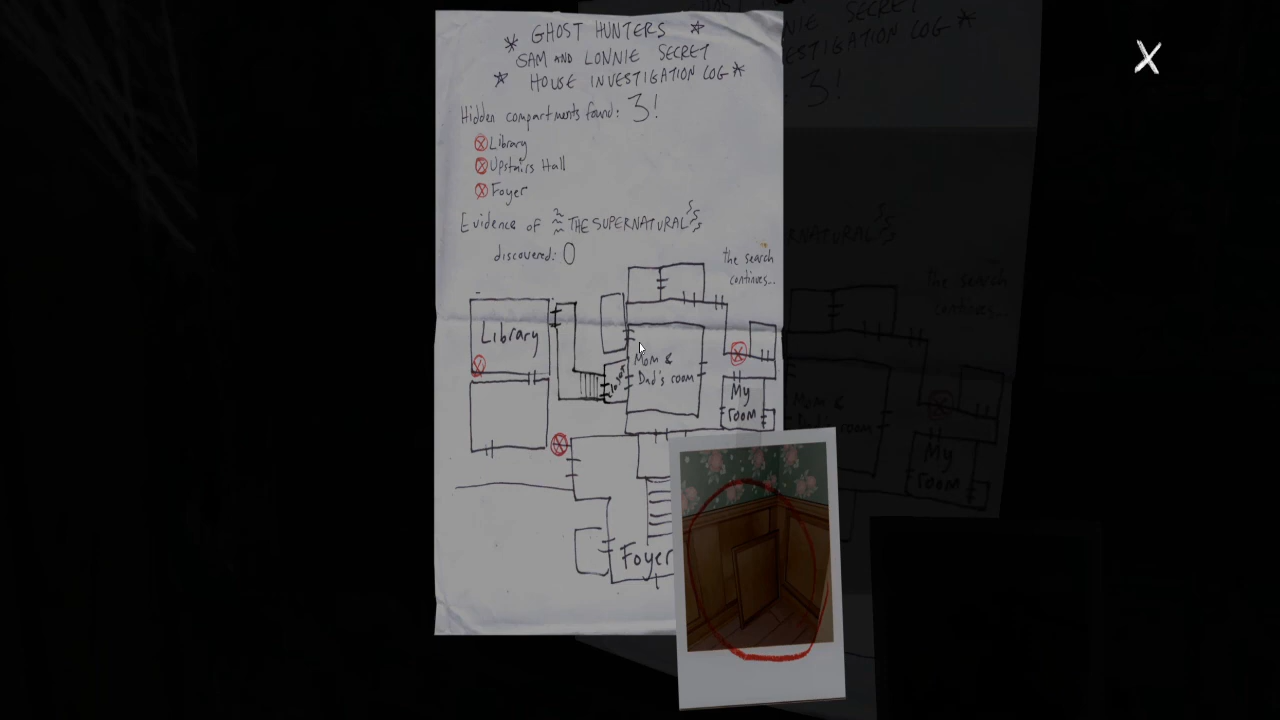 GHOST HUNTERS
SAM AND LONNIE SECRET
HOUSE INVESTIGATION LOG
Hidden compartments found: 3!
Library
Upstairs Hall
Foyer
Evidence of THE SUPERNATURAL
discovered: 0
the search
continues...
Library
Mom &
Dad's room
My
room
Foyer
X